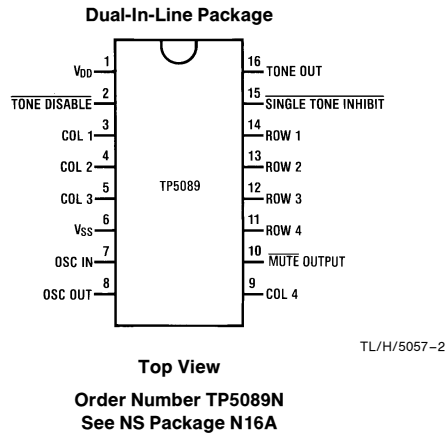 Dual-In-Line Package
VDD 1 16 TONE OUT
TONE DISABLE 2 15 SINGLE TONE INHIBIT
COL 1 3 14 ROW 1
COL 2 4 13 ROW 2
COL 3 5 12 ROW 3
TP5089
VSS 6 11 ROW 4
OSC IN 7 10 MUTE OUTPUT
OSC OUT 8 9 COL 4
TL/H/5057–2
Top View
Order Number TP5089N
See NS Package N16A